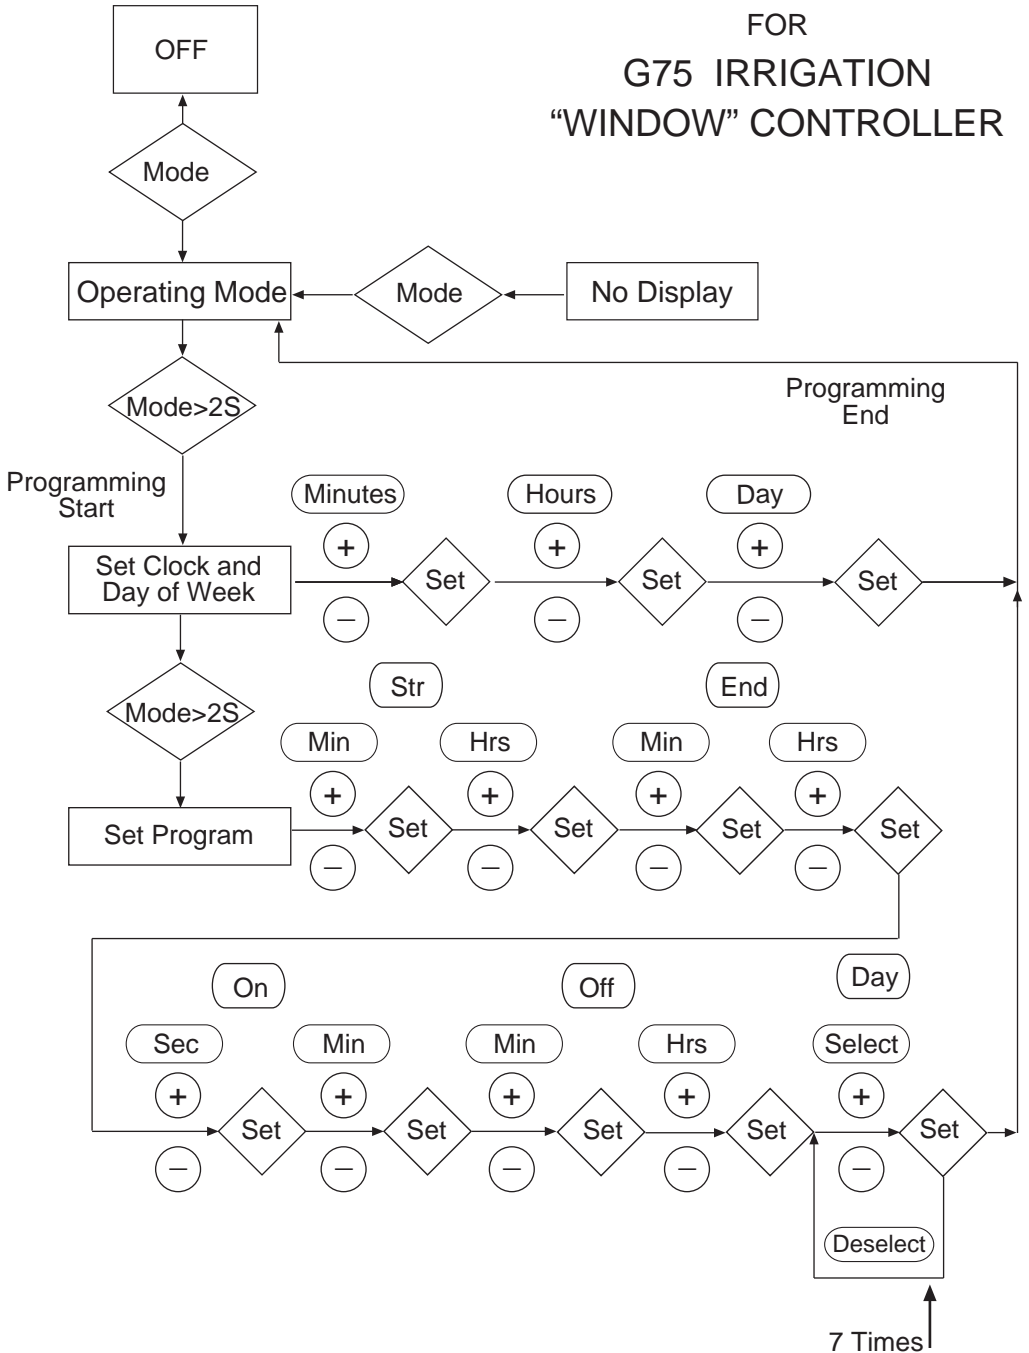 FOR
G75 IRRIGATION
“WINDOW” CONTROLLER
OFF
Mode
Operating Mode
Mode
No Display
Mode>2S
Programming
End
Programming
Start
Minutes
Hours
Day
+
+
+
Set Clock and
Day of Week
Set
Set
Set
−
−
−
Str
End
Mode>2S
Min
Hrs
Min
Hrs
+
+
+
+
Set Program
Set
Set
Set
Set
−
−
−
−
On
Off
Day
Sec
Min
Min
Hrs
Select
+
+
+
+
+
Set
Set
Set
Set
Set
−
−
−
−
−
Deselect
7 Times